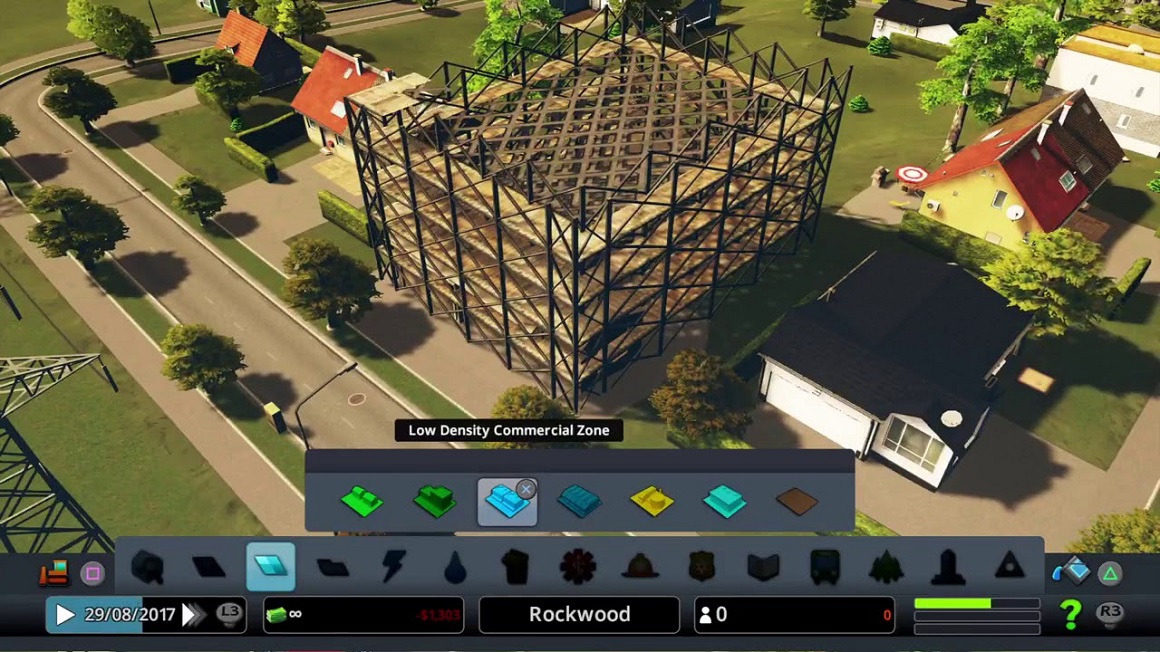 Low Density Commercial Zone
29/08/2017
L3
∞
-$1,303
Rockwood
0
0
?
R3